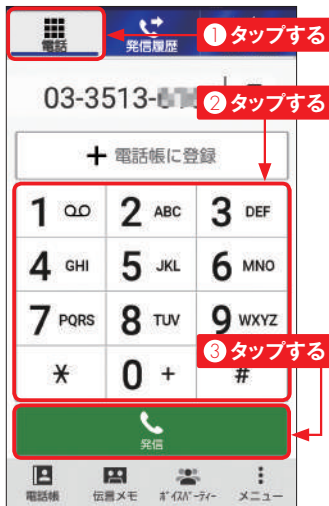 電話
発信履歴
① タップする
03-3513-
② タップする
+ 電話帳に登録
1 2 ABC 3 DEF
4 GHI 5 JKL 6 MNO
7 PQRS 8 TUV 9 WXYZ
③ タップする
* 0 + #
発信
電話帳 伝言メモ ﾎﾞｲｽﾊﾟｰﾃｨｰ メニュー